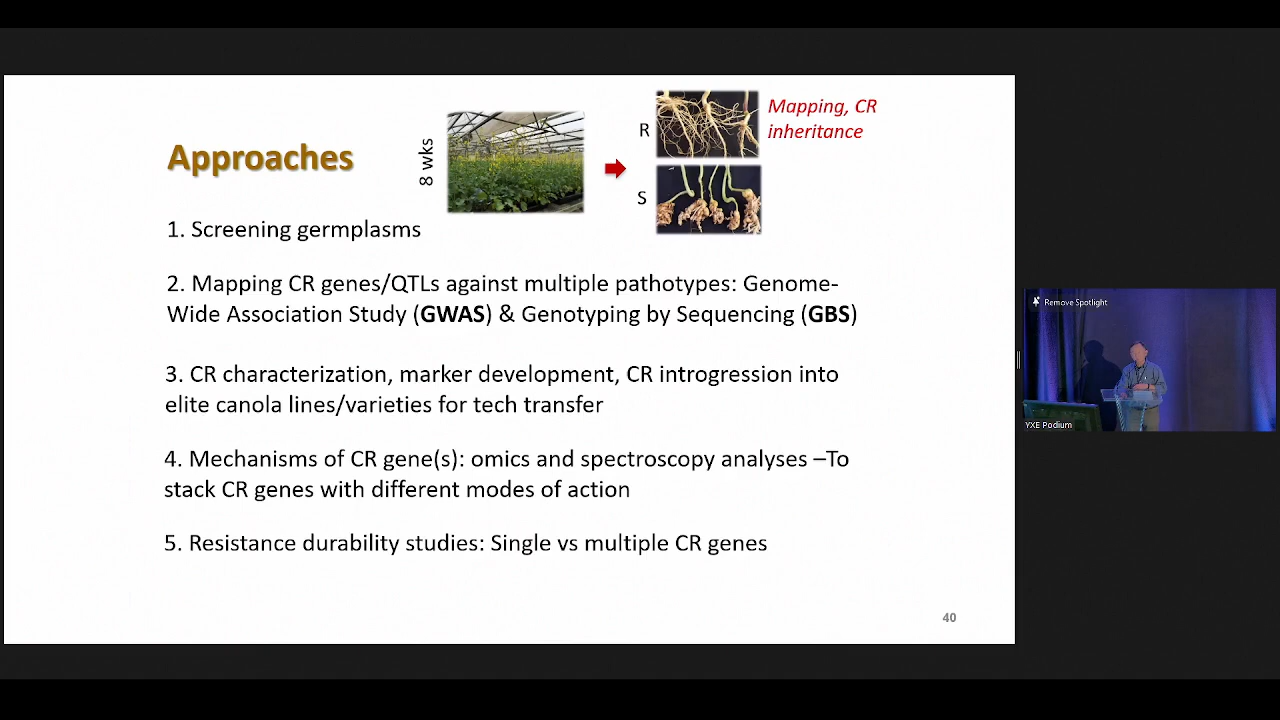 Approaches
8 wks
R
S
Mapping, CR
inheritance
1. Screening germplasms
2. Mapping CR genes/QTLs against multiple pathotypes: Genome-
Wide Association Study (GWAS) & Genotyping by Sequencing (GBS)
3. CR characterization, marker development, CR introgression into
elite canola lines/varieties for tech transfer
4. Mechanisms of CR gene(s): omics and spectroscopy analyses –To
stack CR genes with different modes of action
5. Resistance durability studies: Single vs multiple CR genes
40
Remove Spotlight
YXE Podium